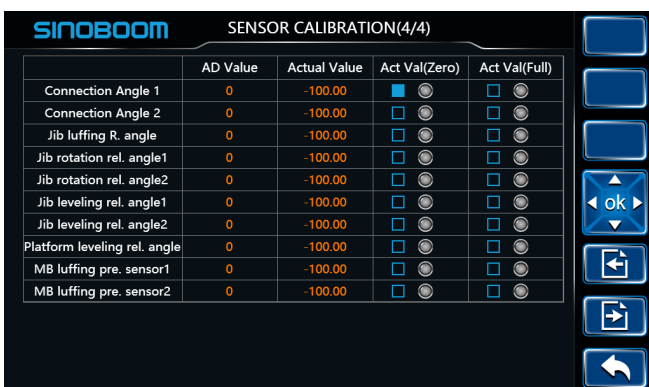 SINOBOOM SENSOR CALIBRATION(4/4)
AD Value Actual Value Act Val(Zero) Act Val(Full)
Connection Angle 1 0 -100.00
Connection Angle 2 0 -100.00
Jib luffing R. angle 0 -100.00
Jib rotation rel. angle1 0 -100.00
Jib rotation rel. angle2 0 -100.00
Jib leveling rel. angle1 0 -100.00
Jib leveling rel. angle2 0 -100.00
Platform leveling rel. angle 0 -100.00
MB luffing pre. sensor1 0 -100.00
MB luffing pre. sensor2 0 -100.00
ok